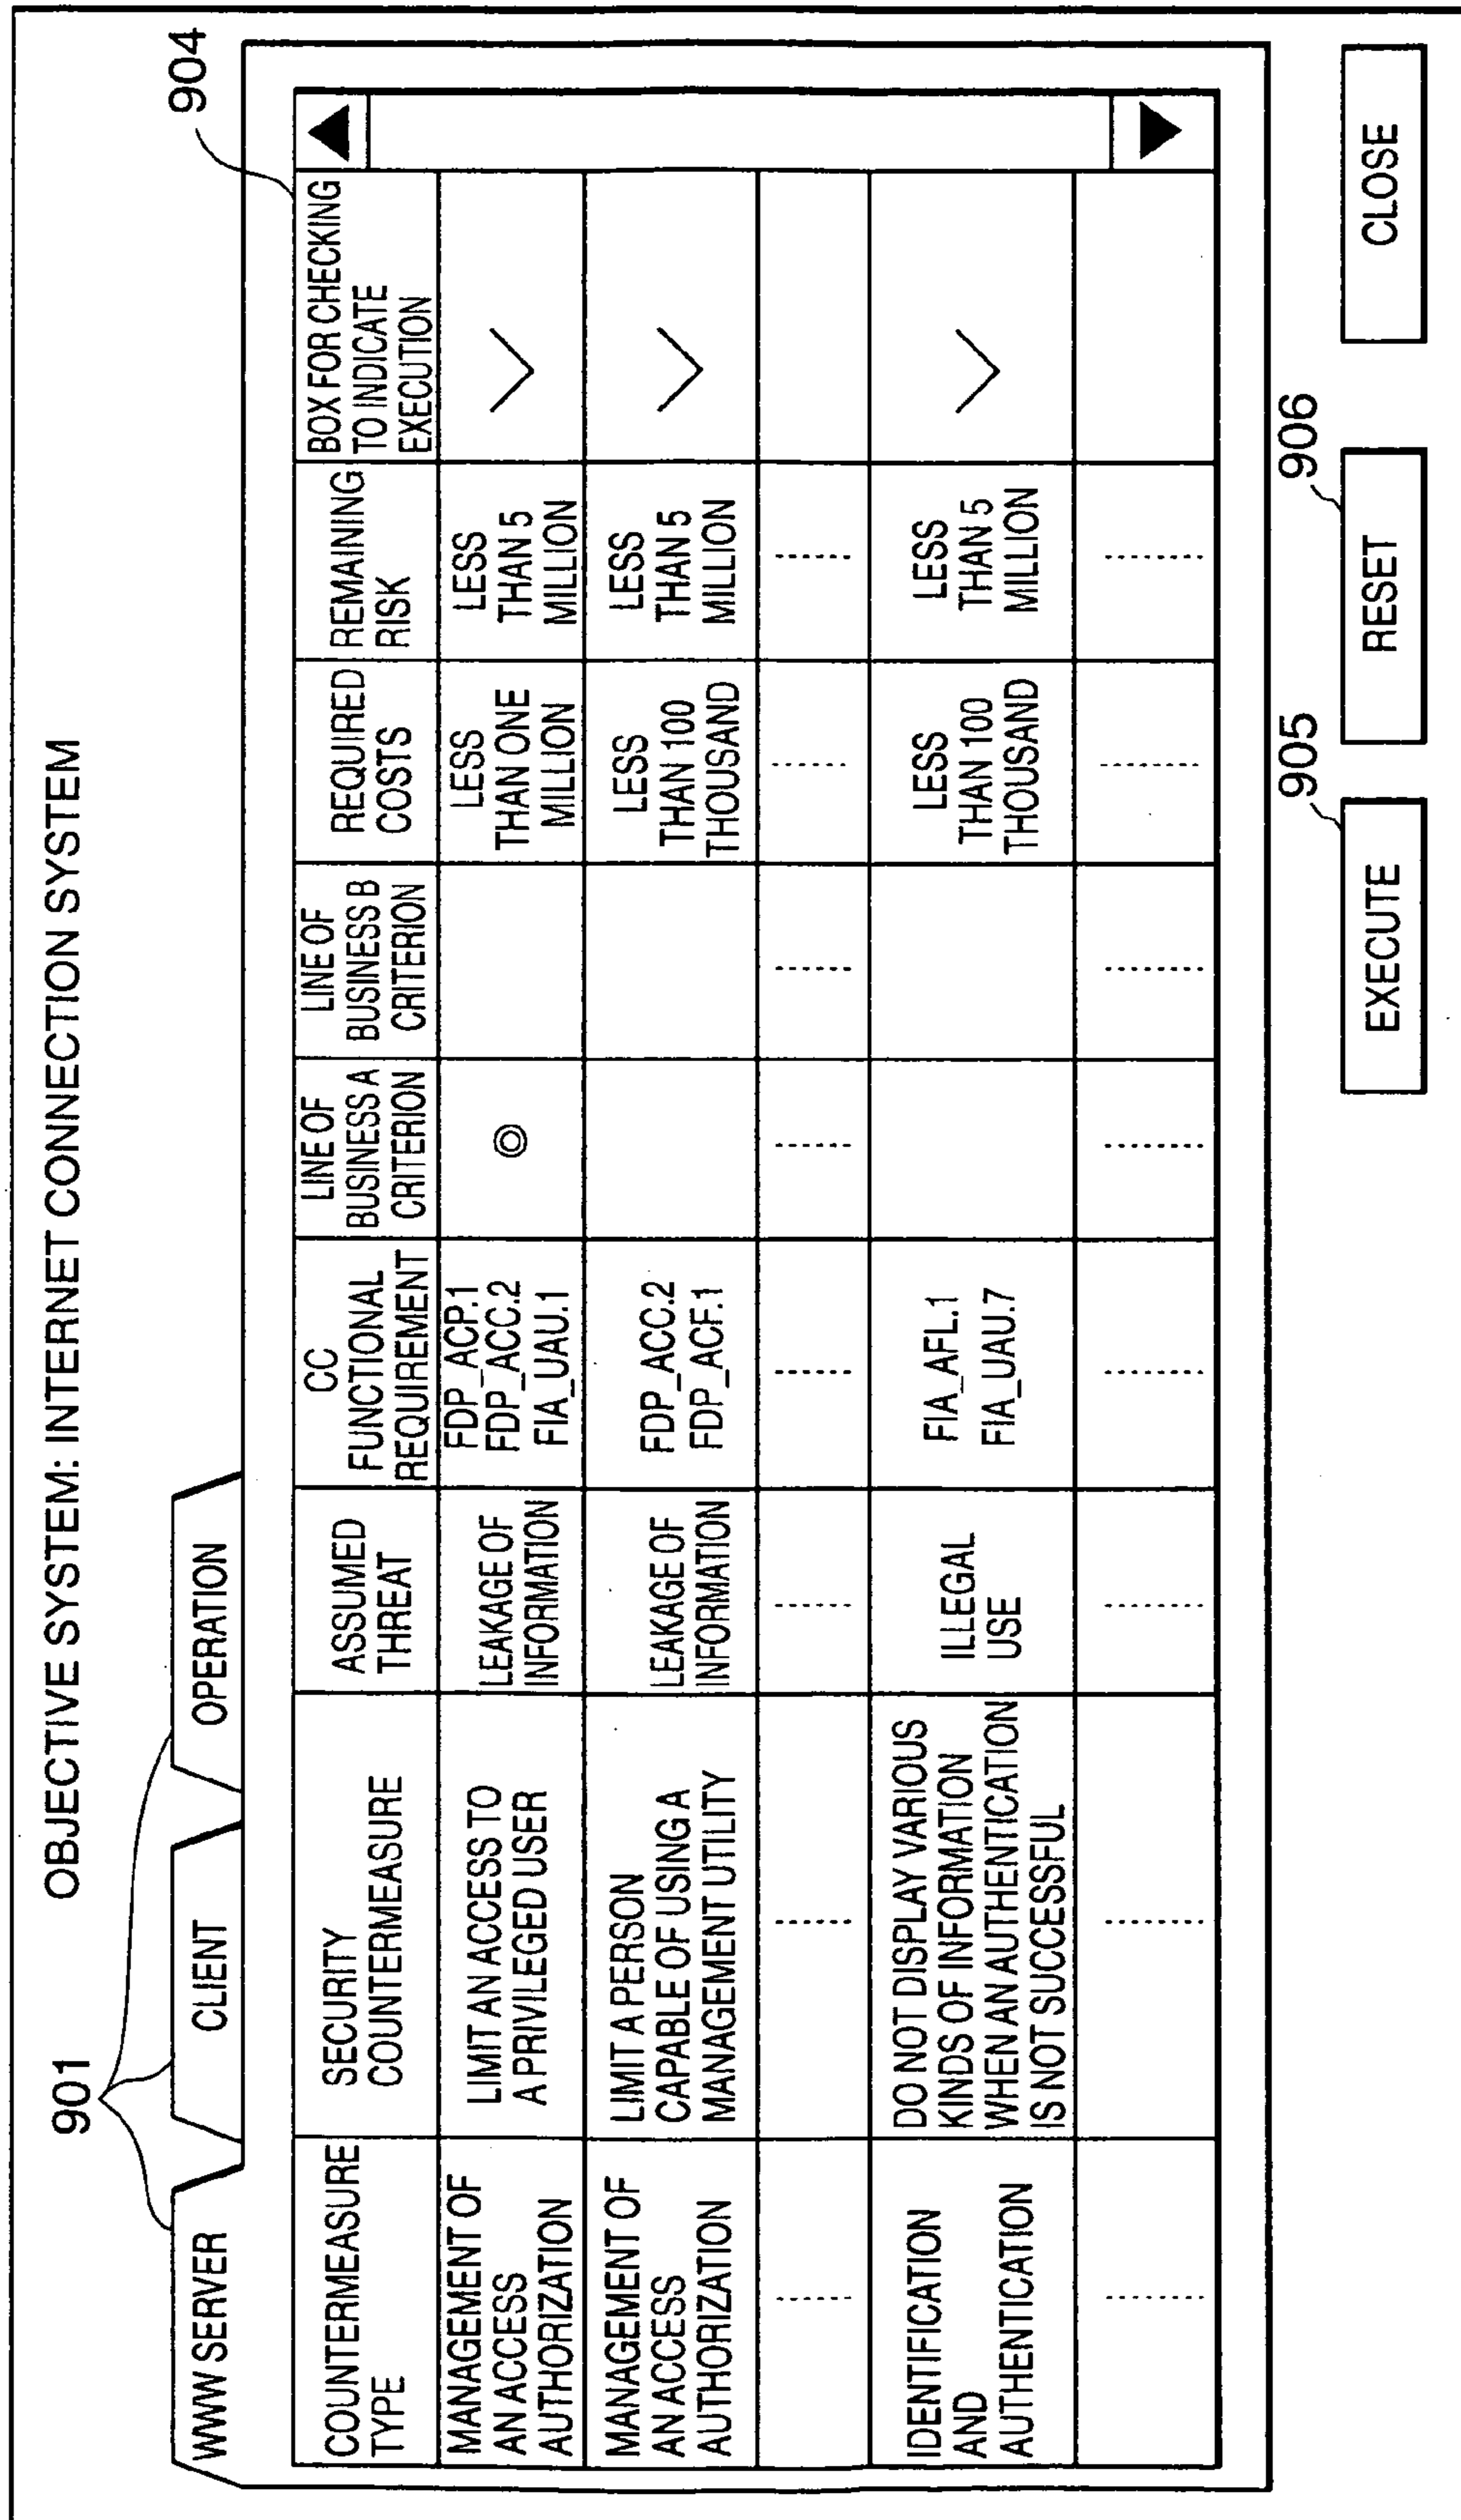 OBJECTIVE SYSTEM: INTERNET CONNECTION SYSTEM
901
WWW SERVER
CLIENT
OPERATION
904
COUNTERMEASURE
TYPE
SECURITY
COUNTERMEASURE
ASSUMED
THREAT
CC
FUNCTIONAL
REQUIREMENT
LINE OF
BUSINESS A
CRITERION
LINE OF
BUSINESS B
CRITERION
REQUIRED
COSTS
REMAINING
RISK
BOX FOR CHECKING
TO INDICATE
EXECUTION
MANAGEMENT OF
AN ACCESS
AUTHORIZATION
LIMIT AN ACCESS TO
A PRIVILEGED USER
LEAKAGE OF
INFORMATION
FDP_ACP.1
FDP_ACC.2
FIA_UAU.1
◎
LESS
THAN ONE
MILLION
LESS
THAN 5
MILLION
MANAGEMENT OF
AN ACCESS
AUTHORIZATION
LIMIT A PERSON
CAPABLE OF USING A
MANAGEMENT UTILITY
LEAKAGE OF
INFORMATION
FDP_ACC.2
FDP_ACF.1
LESS
THAN 100
THOUSAND
LESS
THAN 5
MILLION
IDENTIFICATION
AND
AUTHENTICATION
DO NOT DISPLAY VARIOUS
KINDS OF INFORMATION
WHEN AN AUTHENTICATION
IS NOT SUCCESSFUL
ILLEGAL
USE
FIA_AFL.1
FIA_UAU.7
LESS
THAN 100
THOUSAND
LESS
THAN 5
MILLION
905
906
EXECUTE
RESET
CLOSE